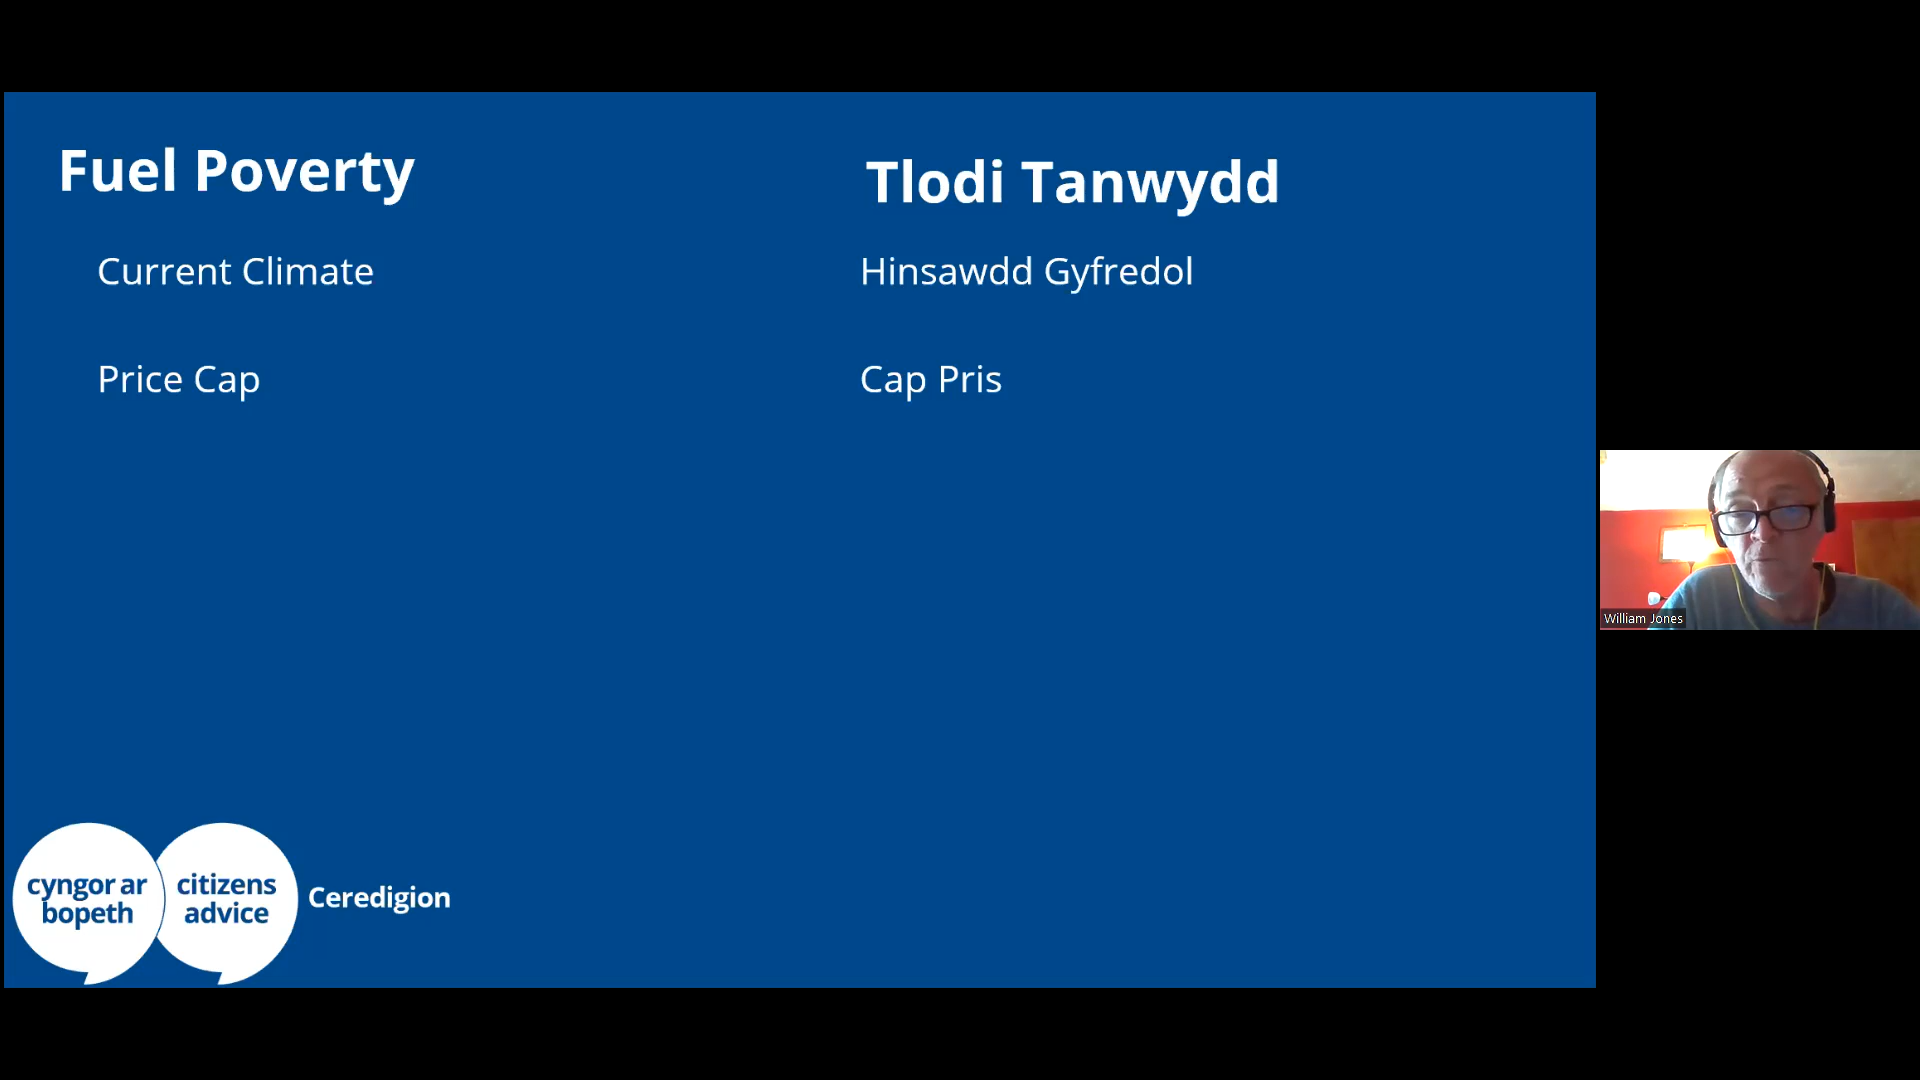 Fuel Poverty
Current Climate
Price Cap
Tlodi Tanwydd
Hinsawdd Gyfredol
Cap Pris
cyngor ar
bopeth
citizens
advice
Ceredigion
William Jones